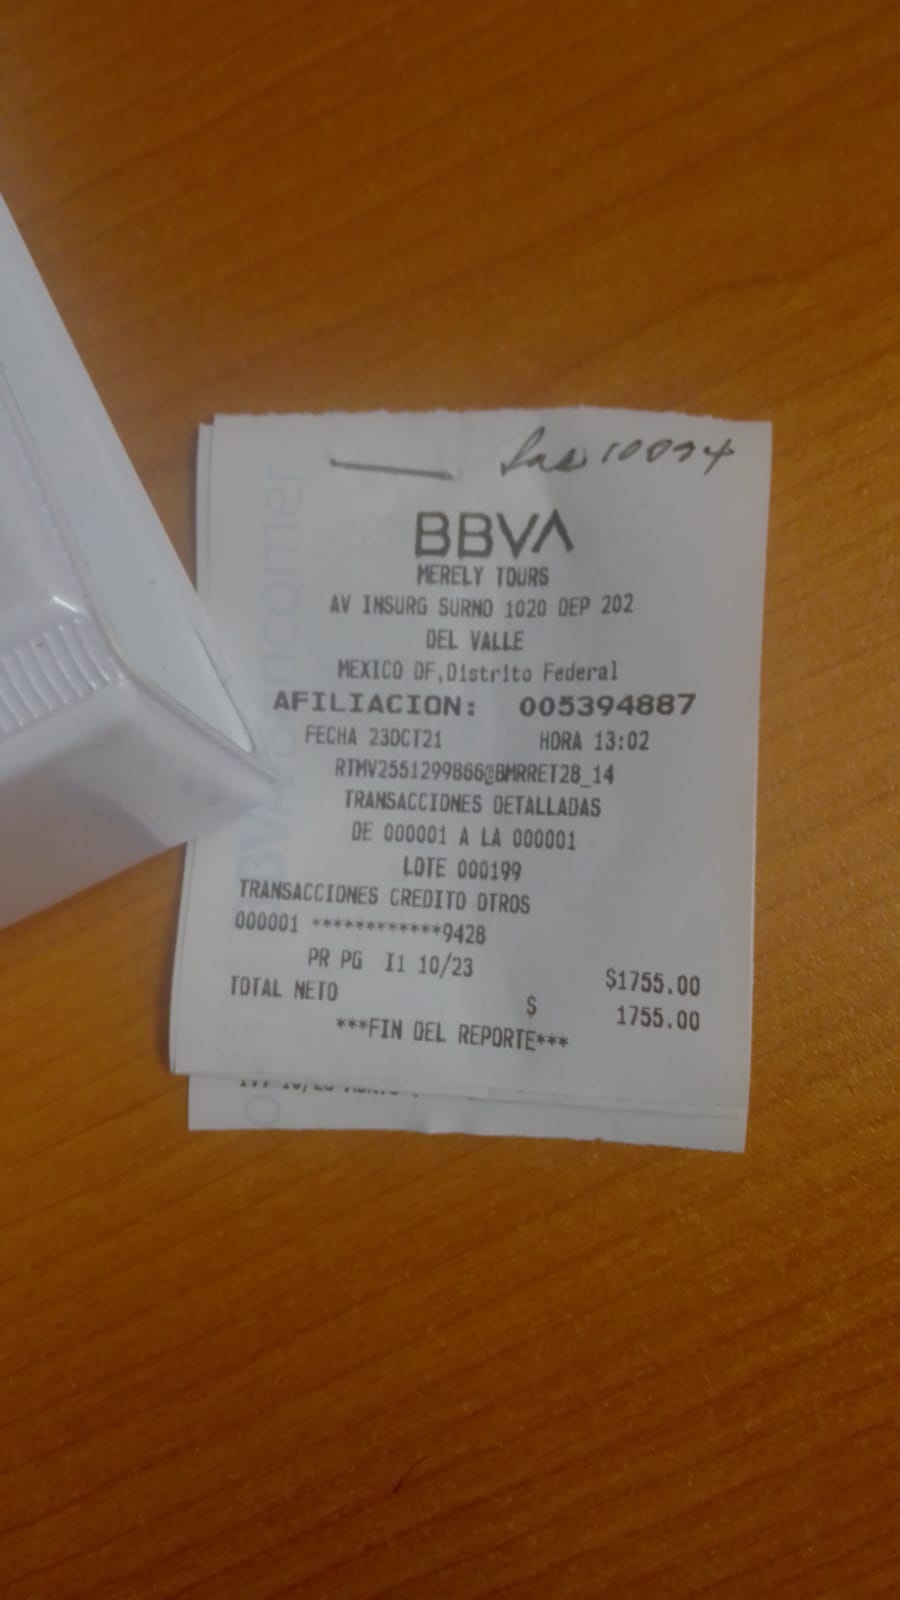 10094
BBVA
MERELY TOURS
AV INSURG SURNO 1020 DEP 202
DEL VALLE
MEXICO DF,Distrito Federal
AFILIACION: 005394887
FECHA 23OCT21 HORA 13:02
RTMV2551299866@BMRRET28_14
TRANSACCIONES DETALLADAS
DE 000001 A LA 000001
LOTE 000199
TRANSACCIONES CREDITO OTROS
000001 ************9428
PR PG I1 10/23 $1755.00
TOTAL NETO $ 1755.00
***FIN DEL REPORTE***